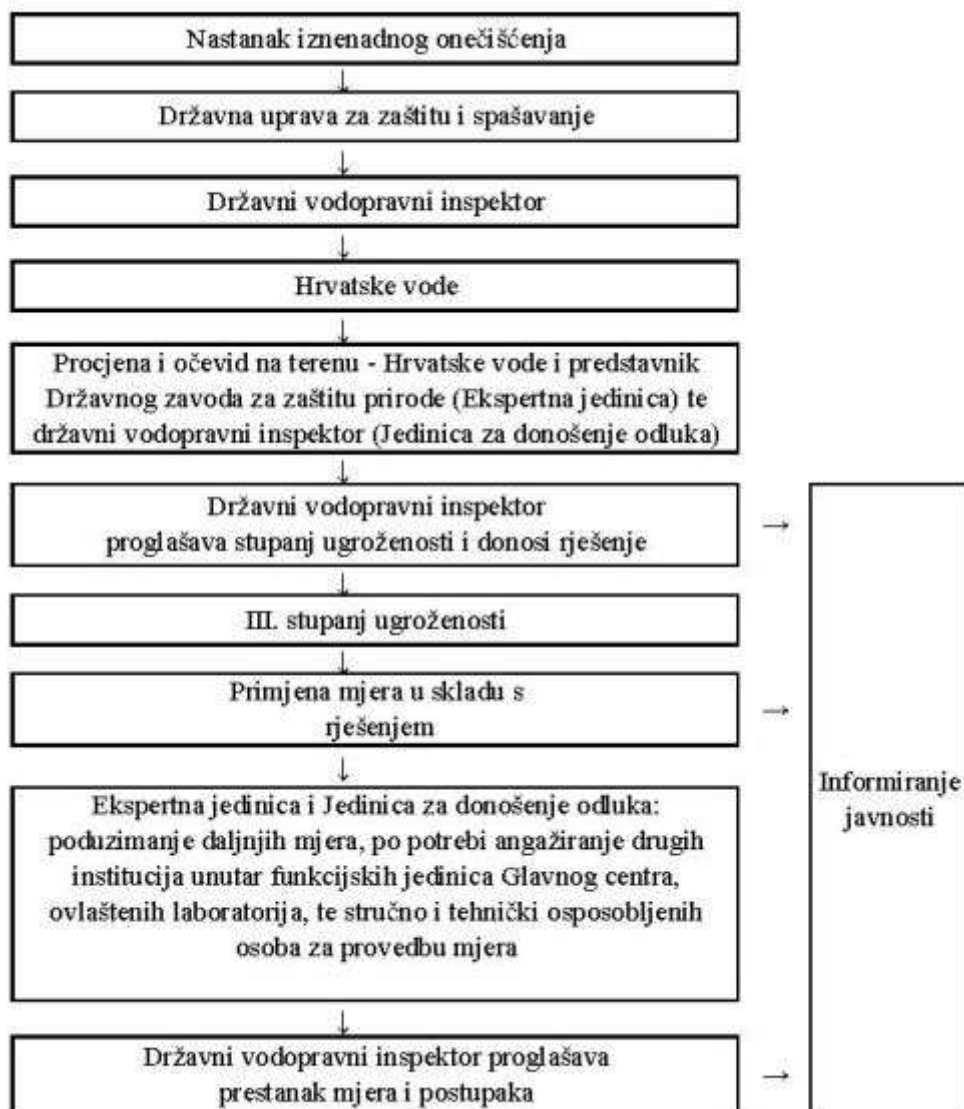 Nastanak iznenadnog onečišćenja
↓
Državna uprava za zaštitu i spašavanje
↓
Državni vodopravni inspektor
↓
Hrvatske vode
↓
Procjena i očevid na terenu - Hrvatske vode i predstavnik
Državnog zavoda za zaštitu prirode (Ekspertna jedinica) te
državni vodopravni inspektor (Jedinica za donošenje odluka)
↓
Državni vodopravni inspektor
proglašava stupanj ugroženosti i donosi rješenje
→
↓
III. stupanj ugroženosti
↓
Primjena mjera u skladu s
rješenjem
→
↓
Ekspertna jedinica i Jedinica za donošenje odluka:
poduzimanje daljnjih mjera, po potrebi angažiranje drugih
institucija unutar funkcijskih jedinica Glavnog centra,
ovlaštenih laboratorija, te stručno i tehnički osposobljenih
osoba za provedbu mjera
↓
Državni vodopravni inspektor proglašava
prestanak mjera i postupaka
→
Informiranje
javnosti